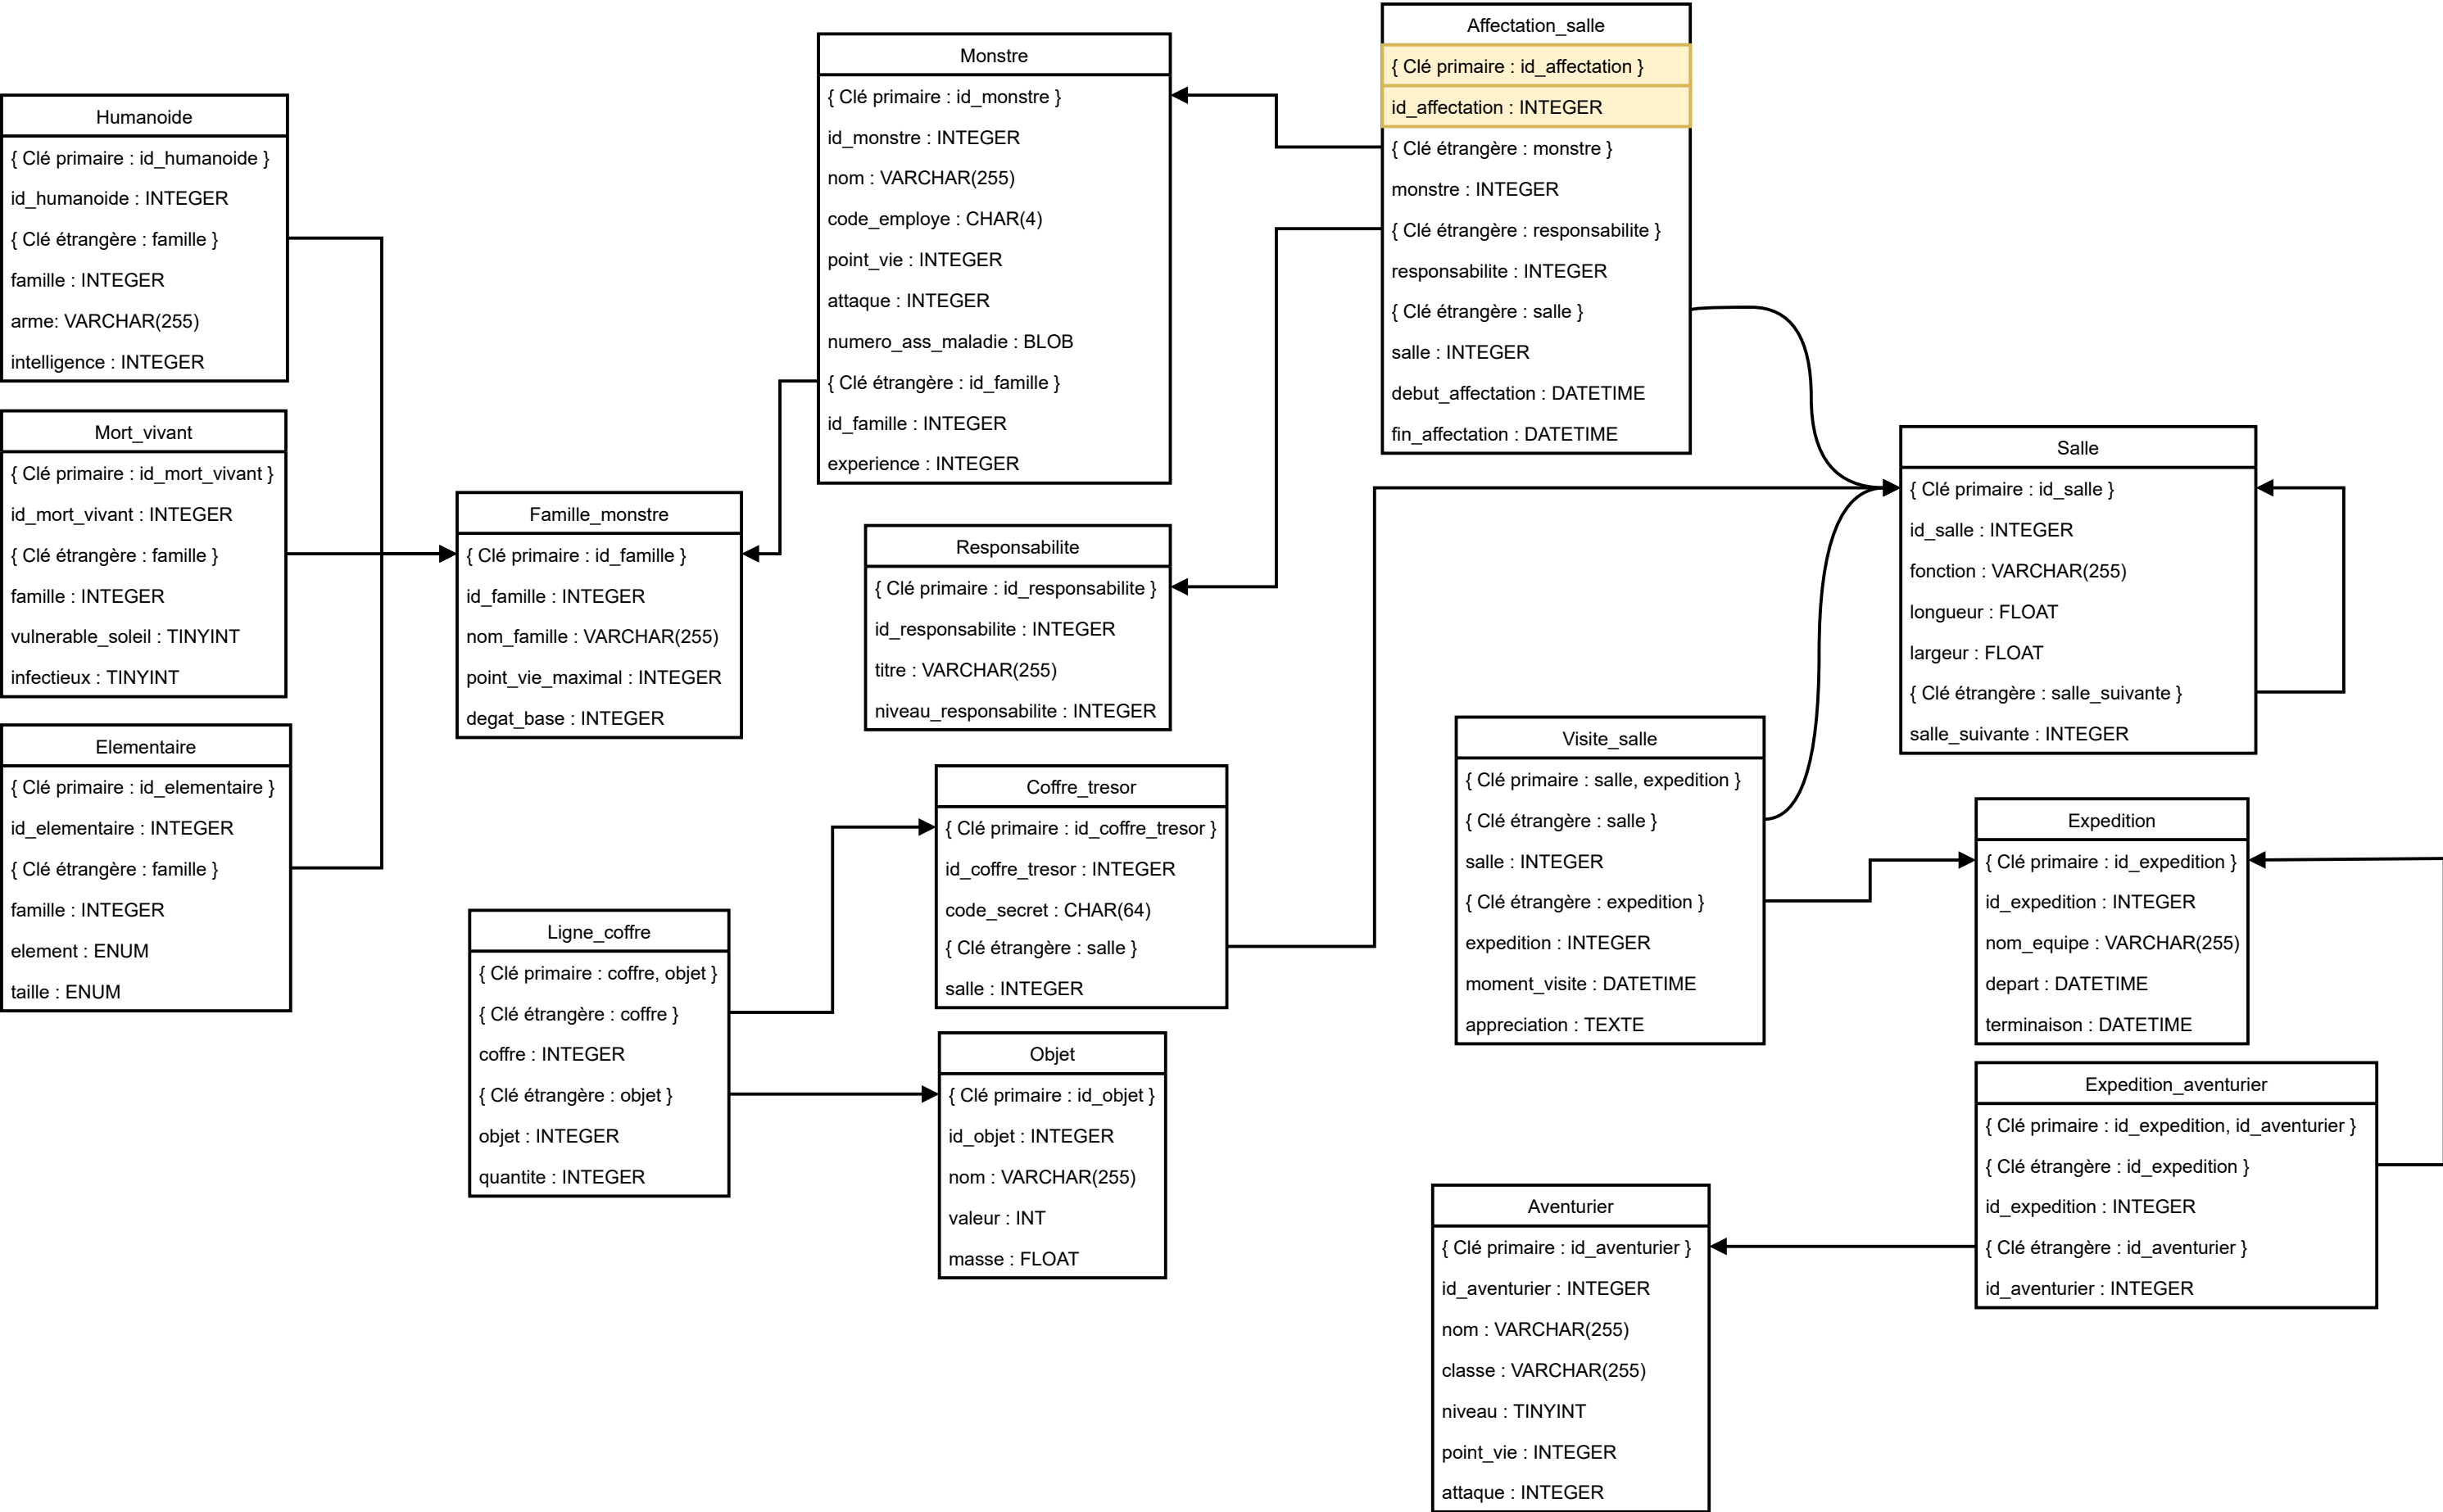 Humanoide
{ Clé primaire : id_humanoide }
id_humanoide : INTEGER
{ Clé étrangère : famille }
famille : INTEGER
arme: VARCHAR(255)
intelligence : INTEGER
Mort_vivant
{ Clé primaire : id_mort_vivant }
id_mort_vivant : INTEGER
{ Clé étrangère : famille }
famille : INTEGER
vulnerable_soleil : TINYINT
infectieux : TINYINT
Elementaire
{ Clé primaire : id_elementaire }
id_elementaire : INTEGER
{ Clé étrangère : famille }
famille : INTEGER
element : ENUM
taille : ENUM
Famille_monstre
{ Clé primaire : id_famille }
id_famille : INTEGER
nom_famille : VARCHAR(255)
point_vie_maximal : INTEGER
degat_base : INTEGER
Monstre
{ Clé primaire : id_monstre }
id_monstre : INTEGER
nom : VARCHAR(255)
code_employe : CHAR(4)
point_vie : INTEGER
attaque : INTEGER
numero_ass_maladie : BLOB
{ Clé étrangère : id_famille }
id_famille : INTEGER
experience : INTEGER
Responsabilite
{ Clé primaire : id_responsabilite }
id_responsabilite : INTEGER
titre : VARCHAR(255)
niveau_responsabilite : INTEGER
Affectation_salle
{ Clé primaire : id_affectation }
id_affectation : INTEGER
{ Clé étrangère : monstre }
monstre : INTEGER
{ Clé étrangère : responsabilite }
responsabilite : INTEGER
{ Clé étrangère : salle }
salle : INTEGER
debut_affectation : DATETIME
fin_affectation : DATETIME
Salle
{ Clé primaire : id_salle }
id_salle : INTEGER
fonction : VARCHAR(255)
longueur : FLOAT
largeur : FLOAT
{ Clé étrangère : salle_suivante }
salle_suivante : INTEGER
Ligne_coffre
{ Clé primaire : coffre, objet }
{ Clé étrangère : coffre }
coffre : INTEGER
{ Clé étrangère : objet }
objet : INTEGER
quantite : INTEGER
Coffre_tresor
{ Clé primaire : id_coffre_tresor }
id_coffre_tresor : INTEGER
code_secret : CHAR(64)
{ Clé étrangère : salle }
salle : INTEGER
Objet
{ Clé primaire : id_objet }
id_objet : INTEGER
nom : VARCHAR(255)
valeur : INT
masse : FLOAT
Visite_salle
{ Clé primaire : salle, expedition }
{ Clé étrangère : salle }
salle : INTEGER
{ Clé étrangère : expedition }
expedition : INTEGER
moment_visite : DATETIME
appreciation : TEXTE
Expedition
{ Clé primaire : id_expedition }
id_expedition : INTEGER
nom_equipe : VARCHAR(255)
depart : DATETIME
terminaison : DATETIME
Expedition_aventurier
{ Clé primaire : id_expedition, id_aventurier }
{ Clé étrangère : id_expedition }
id_expedition : INTEGER
{ Clé étrangère : id_aventurier }
id_aventurier : INTEGER
Aventurier
{ Clé primaire : id_aventurier }
id_aventurier : INTEGER
nom : VARCHAR(255)
classe : VARCHAR(255)
niveau : TINYINT
point_vie : INTEGER
attaque : INTEGER